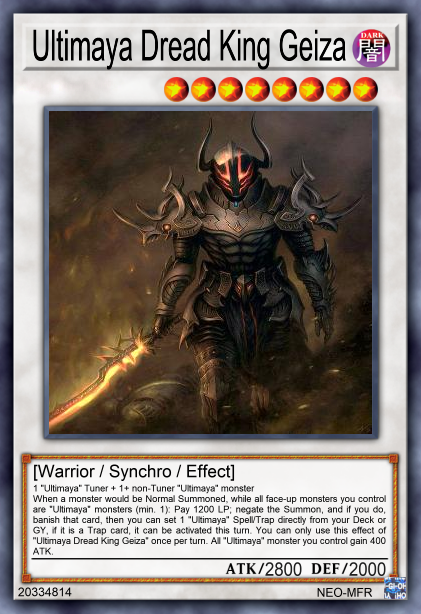 Ultimaya Dread King Geiza
DARK
闇
[Warrior / Synchro / Effect]
1 "Ultimaya" Tuner + 1+ non-Tuner "Ultimaya" monster
When a monster would be Normal Summoned, while all face-up monsters you control
are "Ultimaya" monsters (min. 1): Pay 1200 LP; negate the Summon, and if you do,
banish that card, then you can set 1 "Ultimaya" Spell/Trap directly from your Deck or
GY, if it is a Trap card, it can be activated this turn. You can only use this effect of
"Ultimaya Dread King Geiza" once per turn. All "Ultimaya" monster you control gain 400
ATK.
ATK/2800 DEF/2000
20334814
NEO-MFR